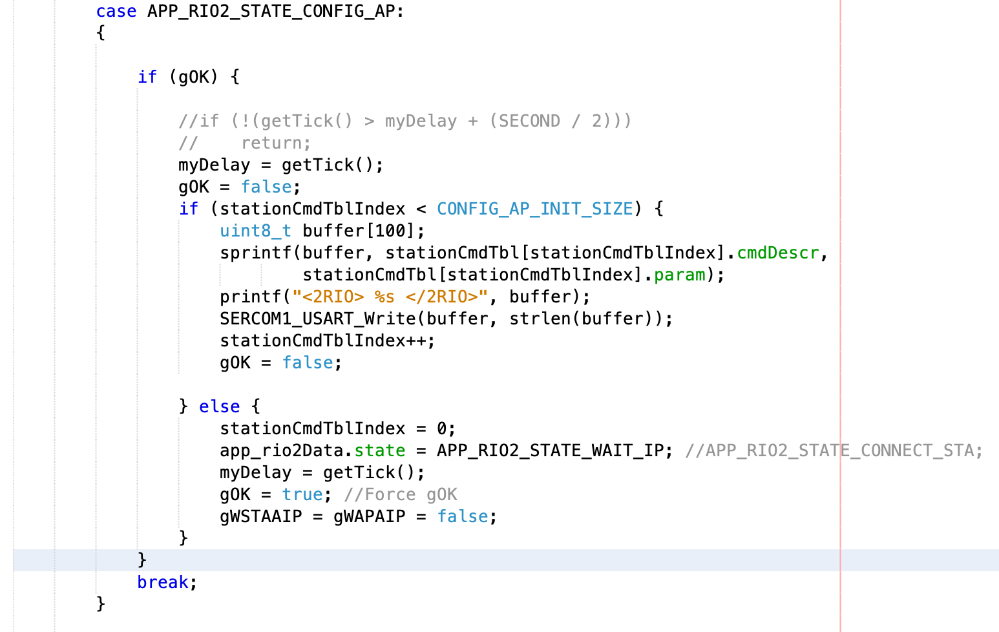 case APP_RIO2_STATE_CONFIG_AP:
{
if (gOK) {
//if (!(getTick() > myDelay + (SECOND / 2)))
//    return;
myDelay = getTick();
gOK = false;
if (stationCmdTblIndex < CONFIG_AP_INIT_SIZE) {
uint8_t buffer[100];
sprintf(buffer, stationCmdTbl[stationCmdTblIndex].cmdDescr,
stationCmdTbl[stationCmdTblIndex].param);
printf("<2RIO> %s </2RIO>", buffer);
SERCOM1_USART_Write(buffer, strlen(buffer));
stationCmdTblIndex++;
gOK = false;
} else {
stationCmdTblIndex = 0;
app_rio2Data.state = APP_RIO2_STATE_WAIT_IP; //APP_RIO2_STATE_CONNECT_STA;
myDelay = getTick();
gOK = true; //Force gOK
gWSTAAIP = gWAPAIP = false;
}
}
break;
}